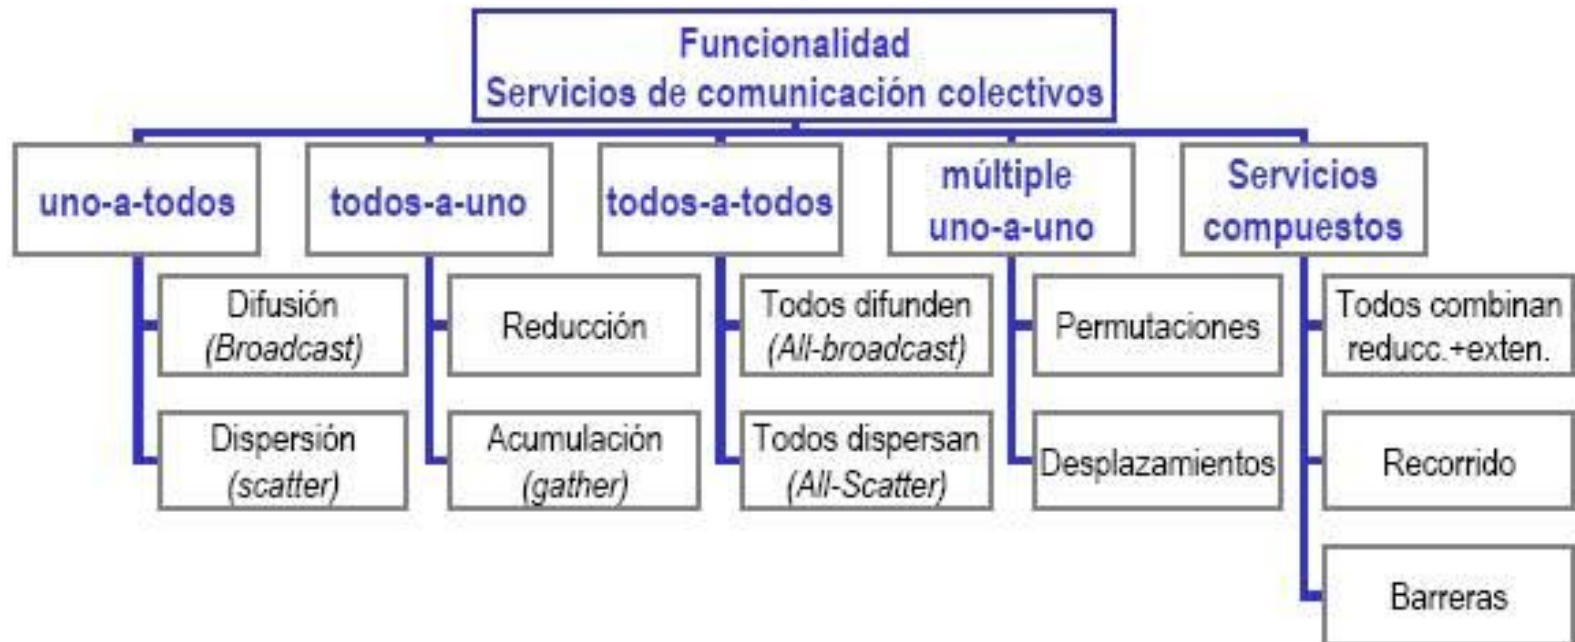 Funcionalidad
Servicios de comunicación colectivos
uno-a-todos
todos-a-uno
todos-a-todos
múltiple
uno-a-uno
Servicios
compuestos
Difusión
(Broadcast)
Reducción
Todos difunden
(All-broadcast)
Permutaciones
Todos combinan
reducc.+exten.
Dispersión
(scatter)
Acumulación
(gather)
Todos dispersan
(All-Scatter)
Desplazamientos
Recorrido
Barreras